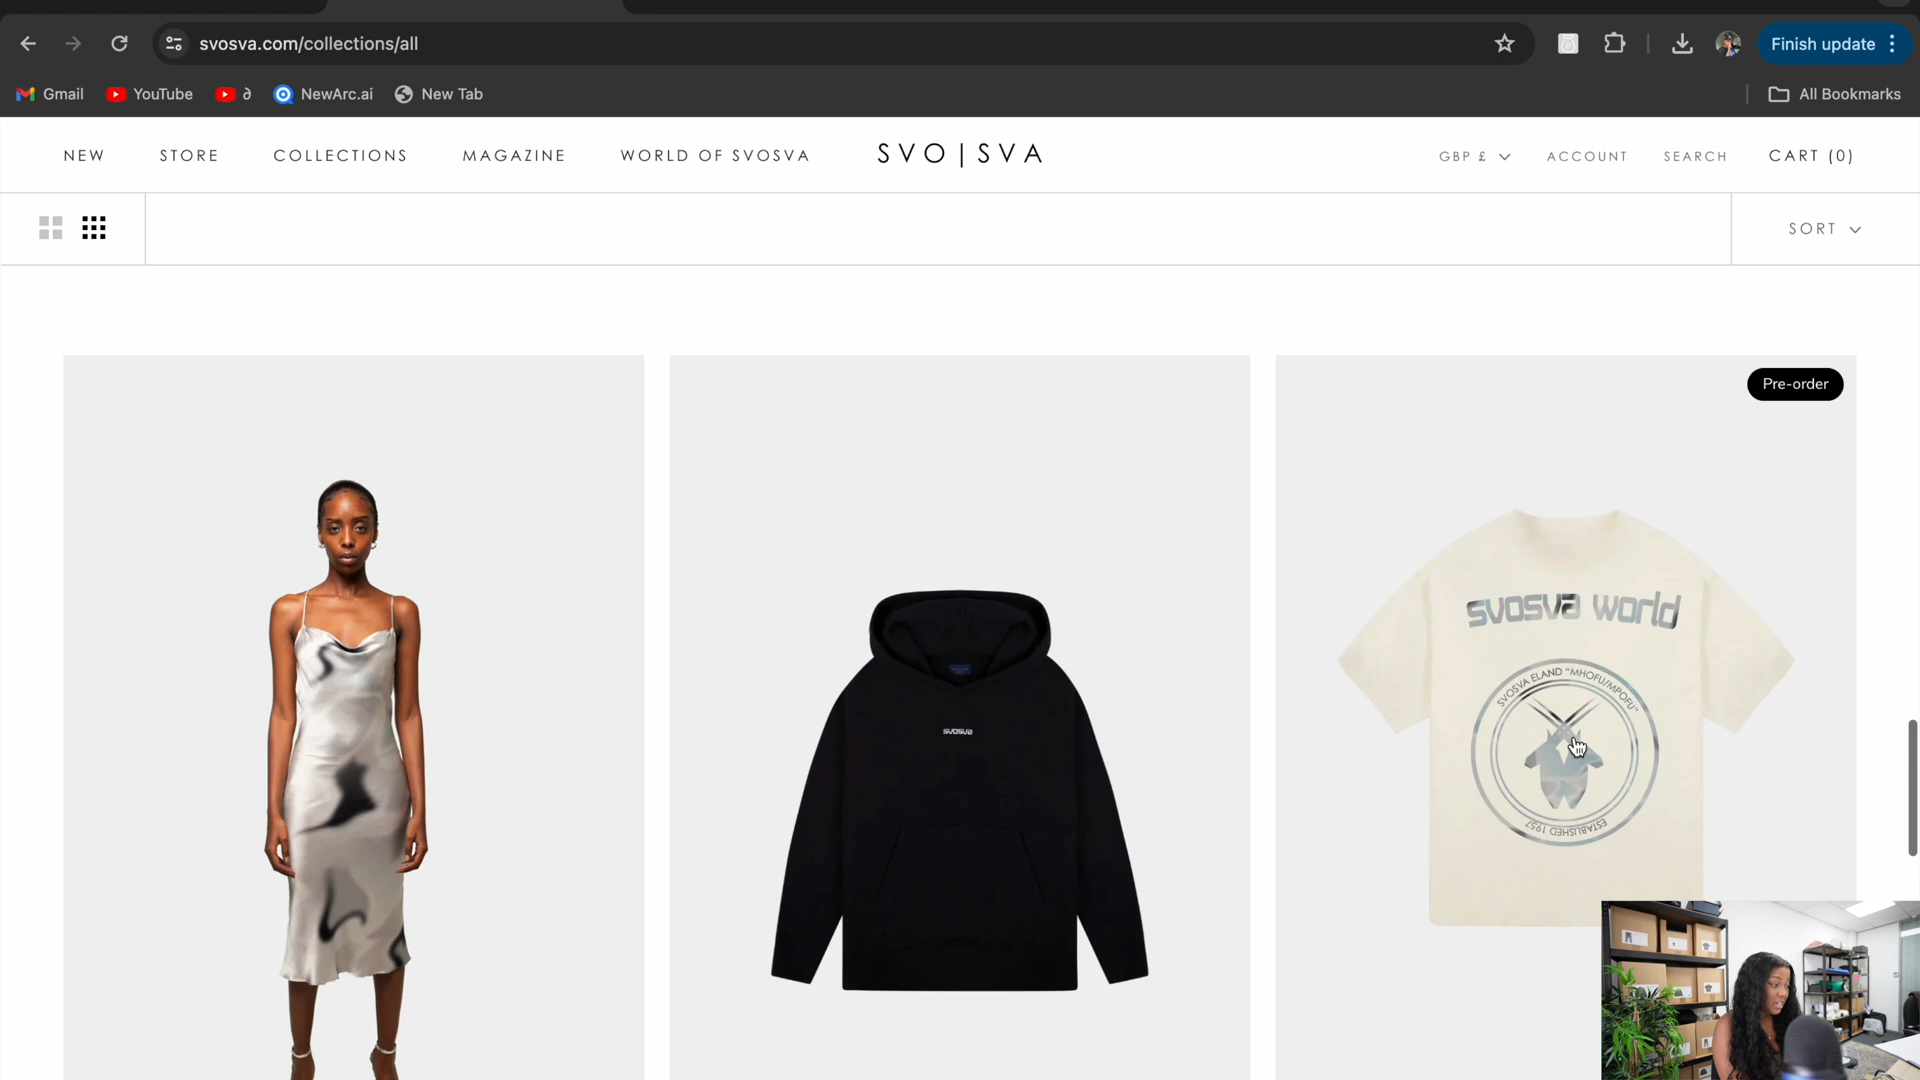 svosva.com/collections/all
Finish update
Gmail
YouTube
∂
NewArc.ai
New Tab
All Bookmarks
NEW
STORE
COLLECTIONS
MAGAZINE
WORLD OF SVOSVA
SVO|SVA
GBP £
ACCOUNT
SEARCH
CART (0)
SORT
Pre-order
svosva
svosva world
SVOSVA ELAND "MHOFU/MPOFU"
ESTABLISHED 1957